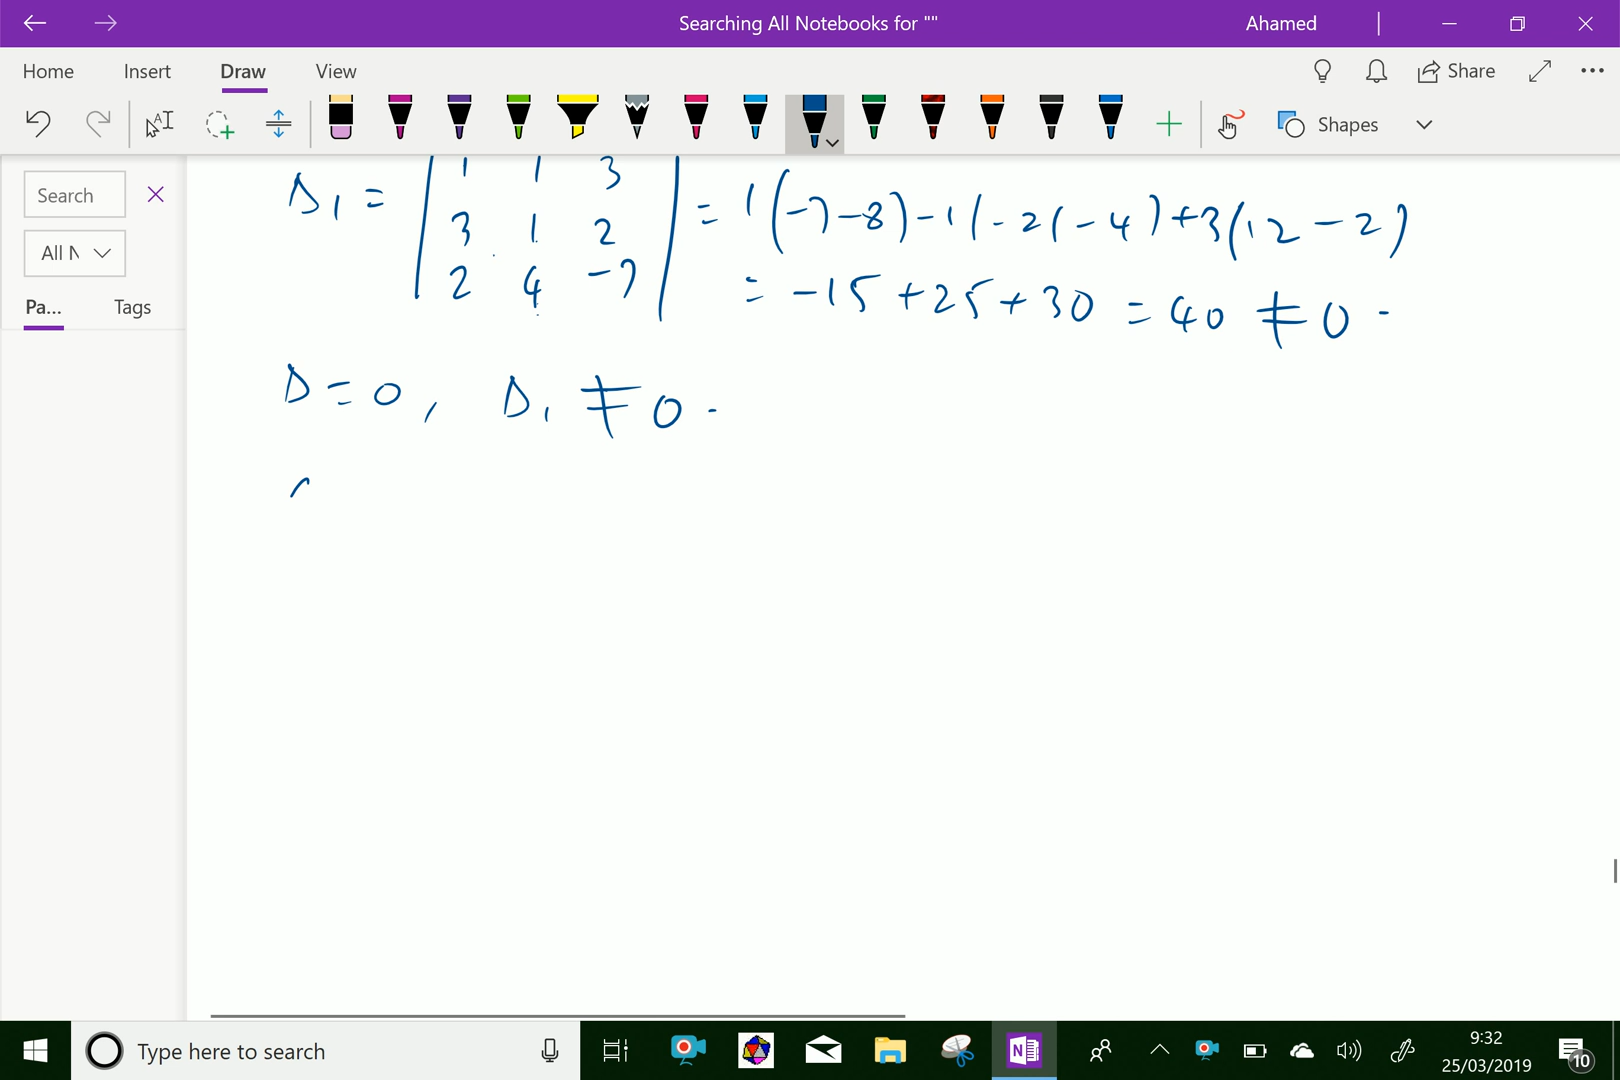 Searching All Notebooks for ""
Ahamed
Home Insert Draw View
Share
Shapes
Search
All N
Pa... Tags
Δ₁ = | 1 1 3 | = 1(-7-8)-1(-21-4)+3(12-2)
3 1 2
2 4 -7
= -15+25+30 = 40 ≠ 0.
Δ=0, Δ₁ ≠ 0.
Type here to search
9:32
25/03/2019
10